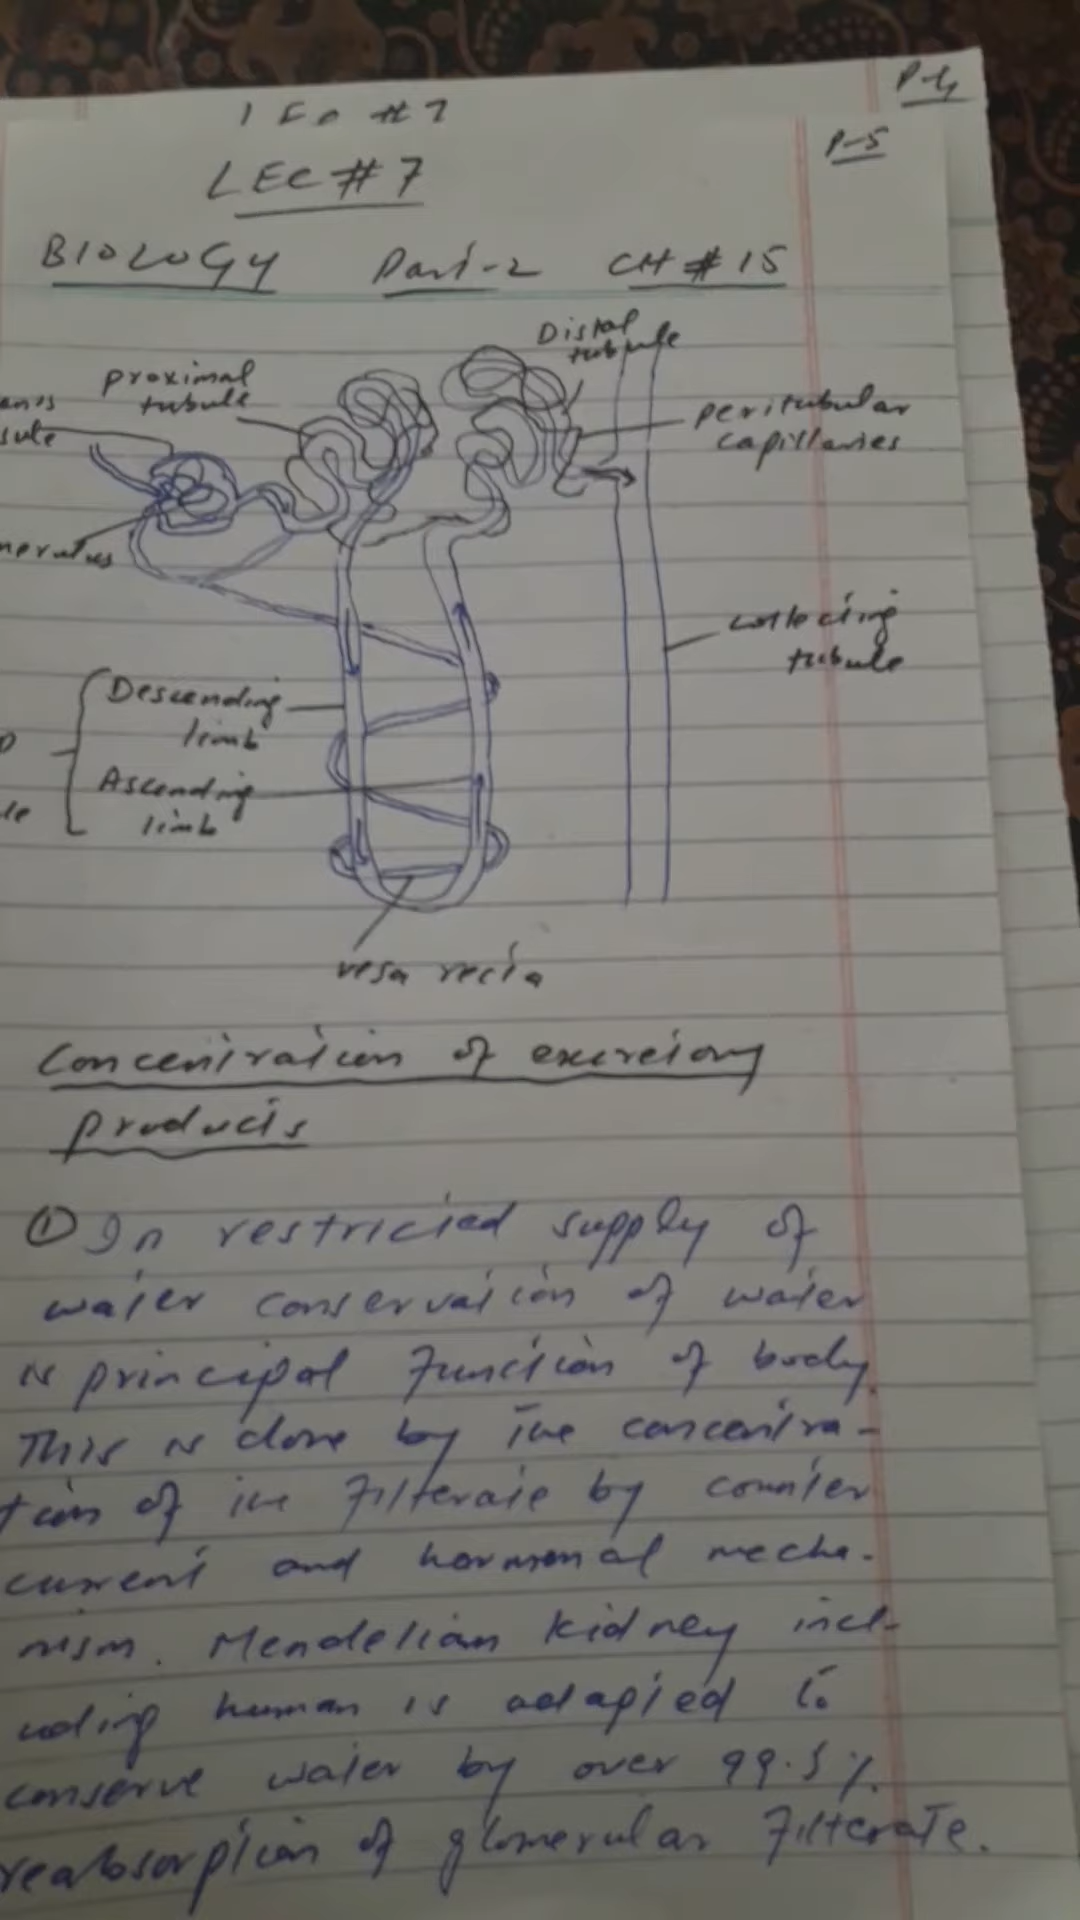 P-4
LEC #7
P-5
LEC #7
BIOLOGY Part-2 CH #15
Distal
tubule
proximal
tubule
peritubular
capillaries
collecting
tubule
Descending
limb
Ascending
limb
vesa recta
Concentration of excretory
products
① In restricted supply of
water conservation of water
is principal function of body.
This is done by the concentra-
tion of the Filterate by counter
current and hormonal mecha-
nism. Mendelian kidney incl-
uding human is adapted to
conserve water by over 99.5%
reabsorption of glomerular Filterate.